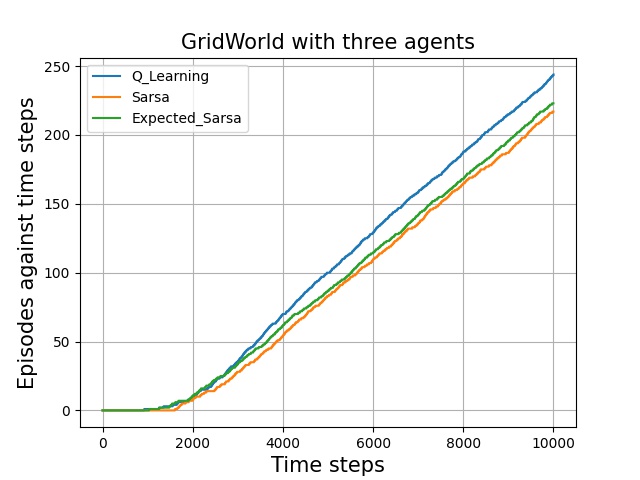 GridWorld with three agents
Q_Learning
Sarsa
Expected_Sarsa
Episodes against time steps
250
200
150
100
50
0
0 2000 4000 6000 8000 10000
Time steps